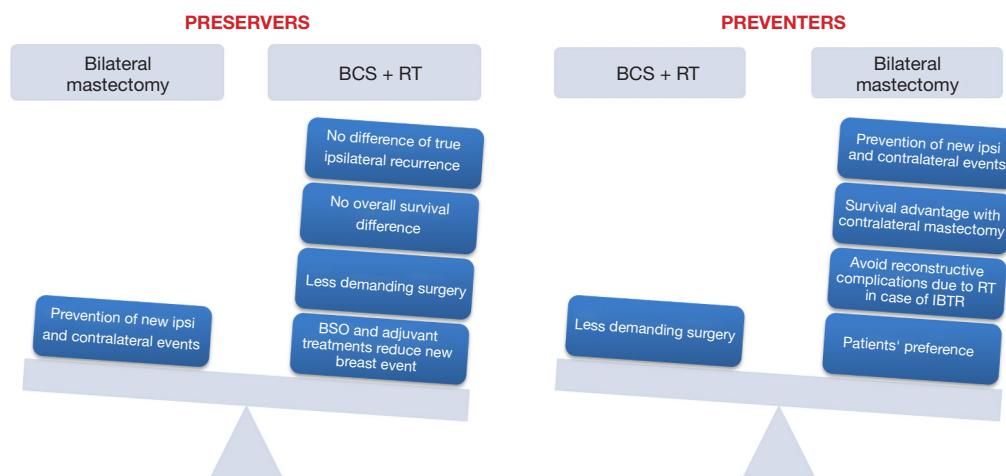 PRESERVERS
Bilateral
mastectomy
BCS + RT
No difference of true
ipsilateral recurrence
No overall survival
difference
Less demanding surgery
BSO and adjuvant
treatments reduce new
breast event
Prevention of new ipsi
and contralateral events
PREVENTERS
BCS + RT
Bilateral
mastectomy
Prevention of new ipsi
and contralateral events
Survival advantage with
contralateral mastectomy
Avoid reconstructive
complications due to RT
in case of IBTR
Patients' preference
Less demanding surgery